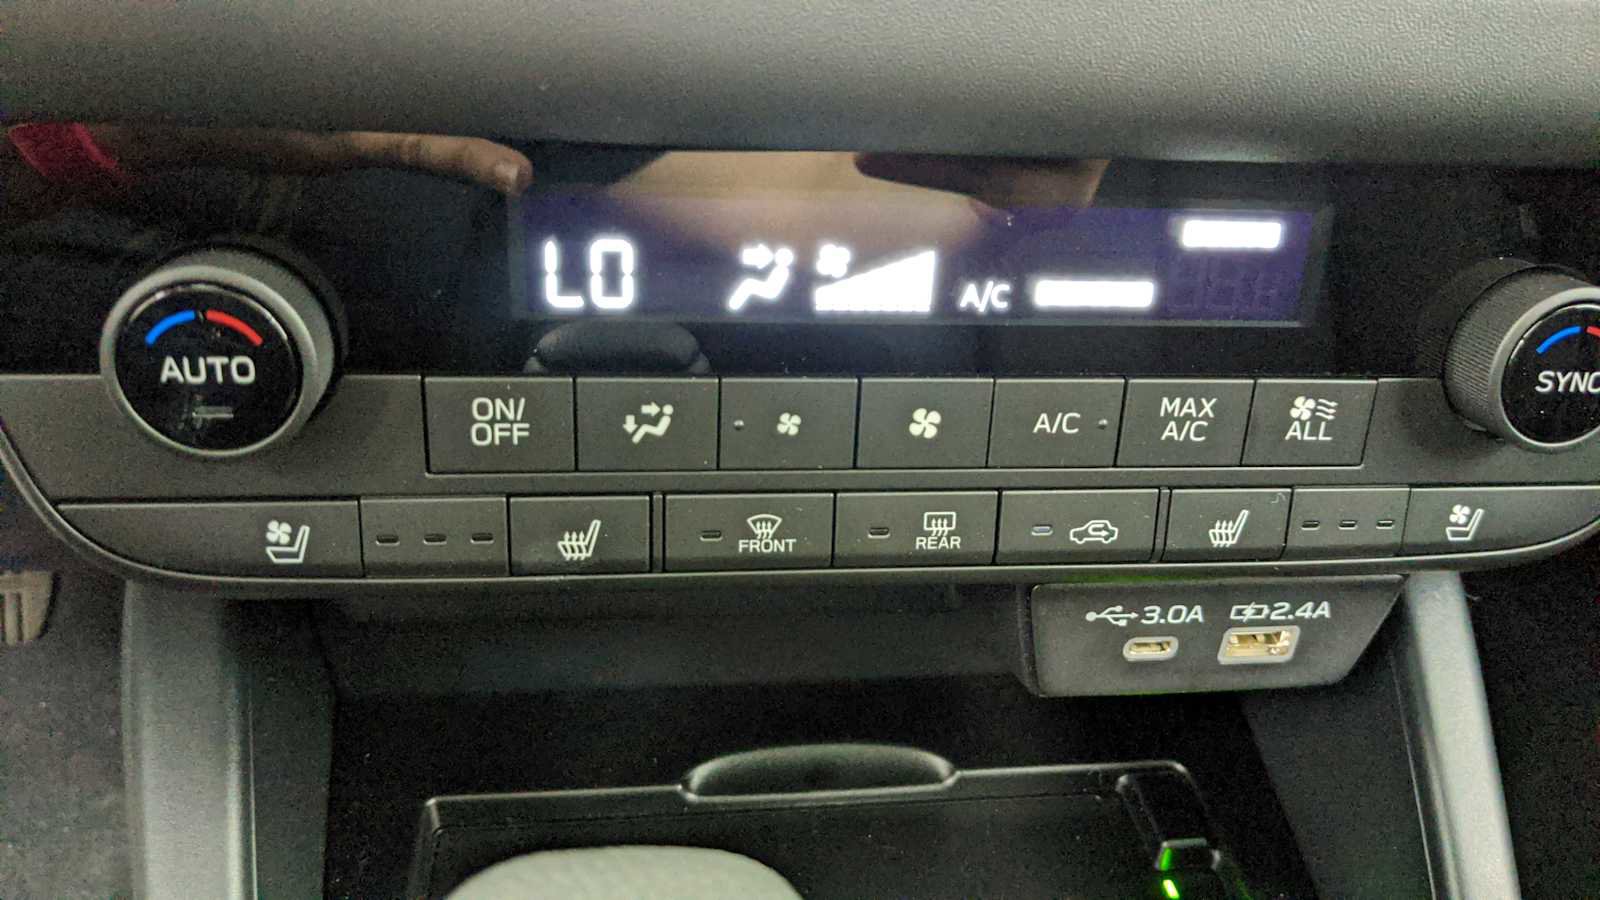 LO
A/C
AUTO
SYNC
ON/
OFF
A/C
MAX
A/C
ALL
FRONT
REAR
3.0A
2.4A